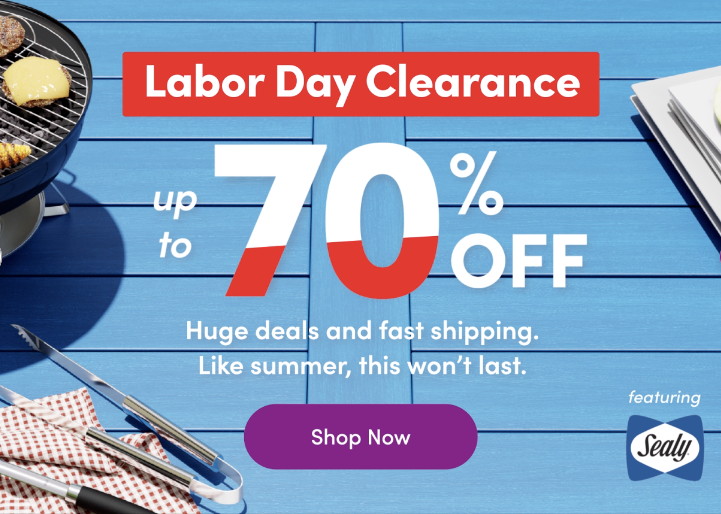 Labor Day Clearance
up to 70% OFF
Huge deals and fast shipping.
Like summer, this won't last.
Shop Now
featuring
Sealy